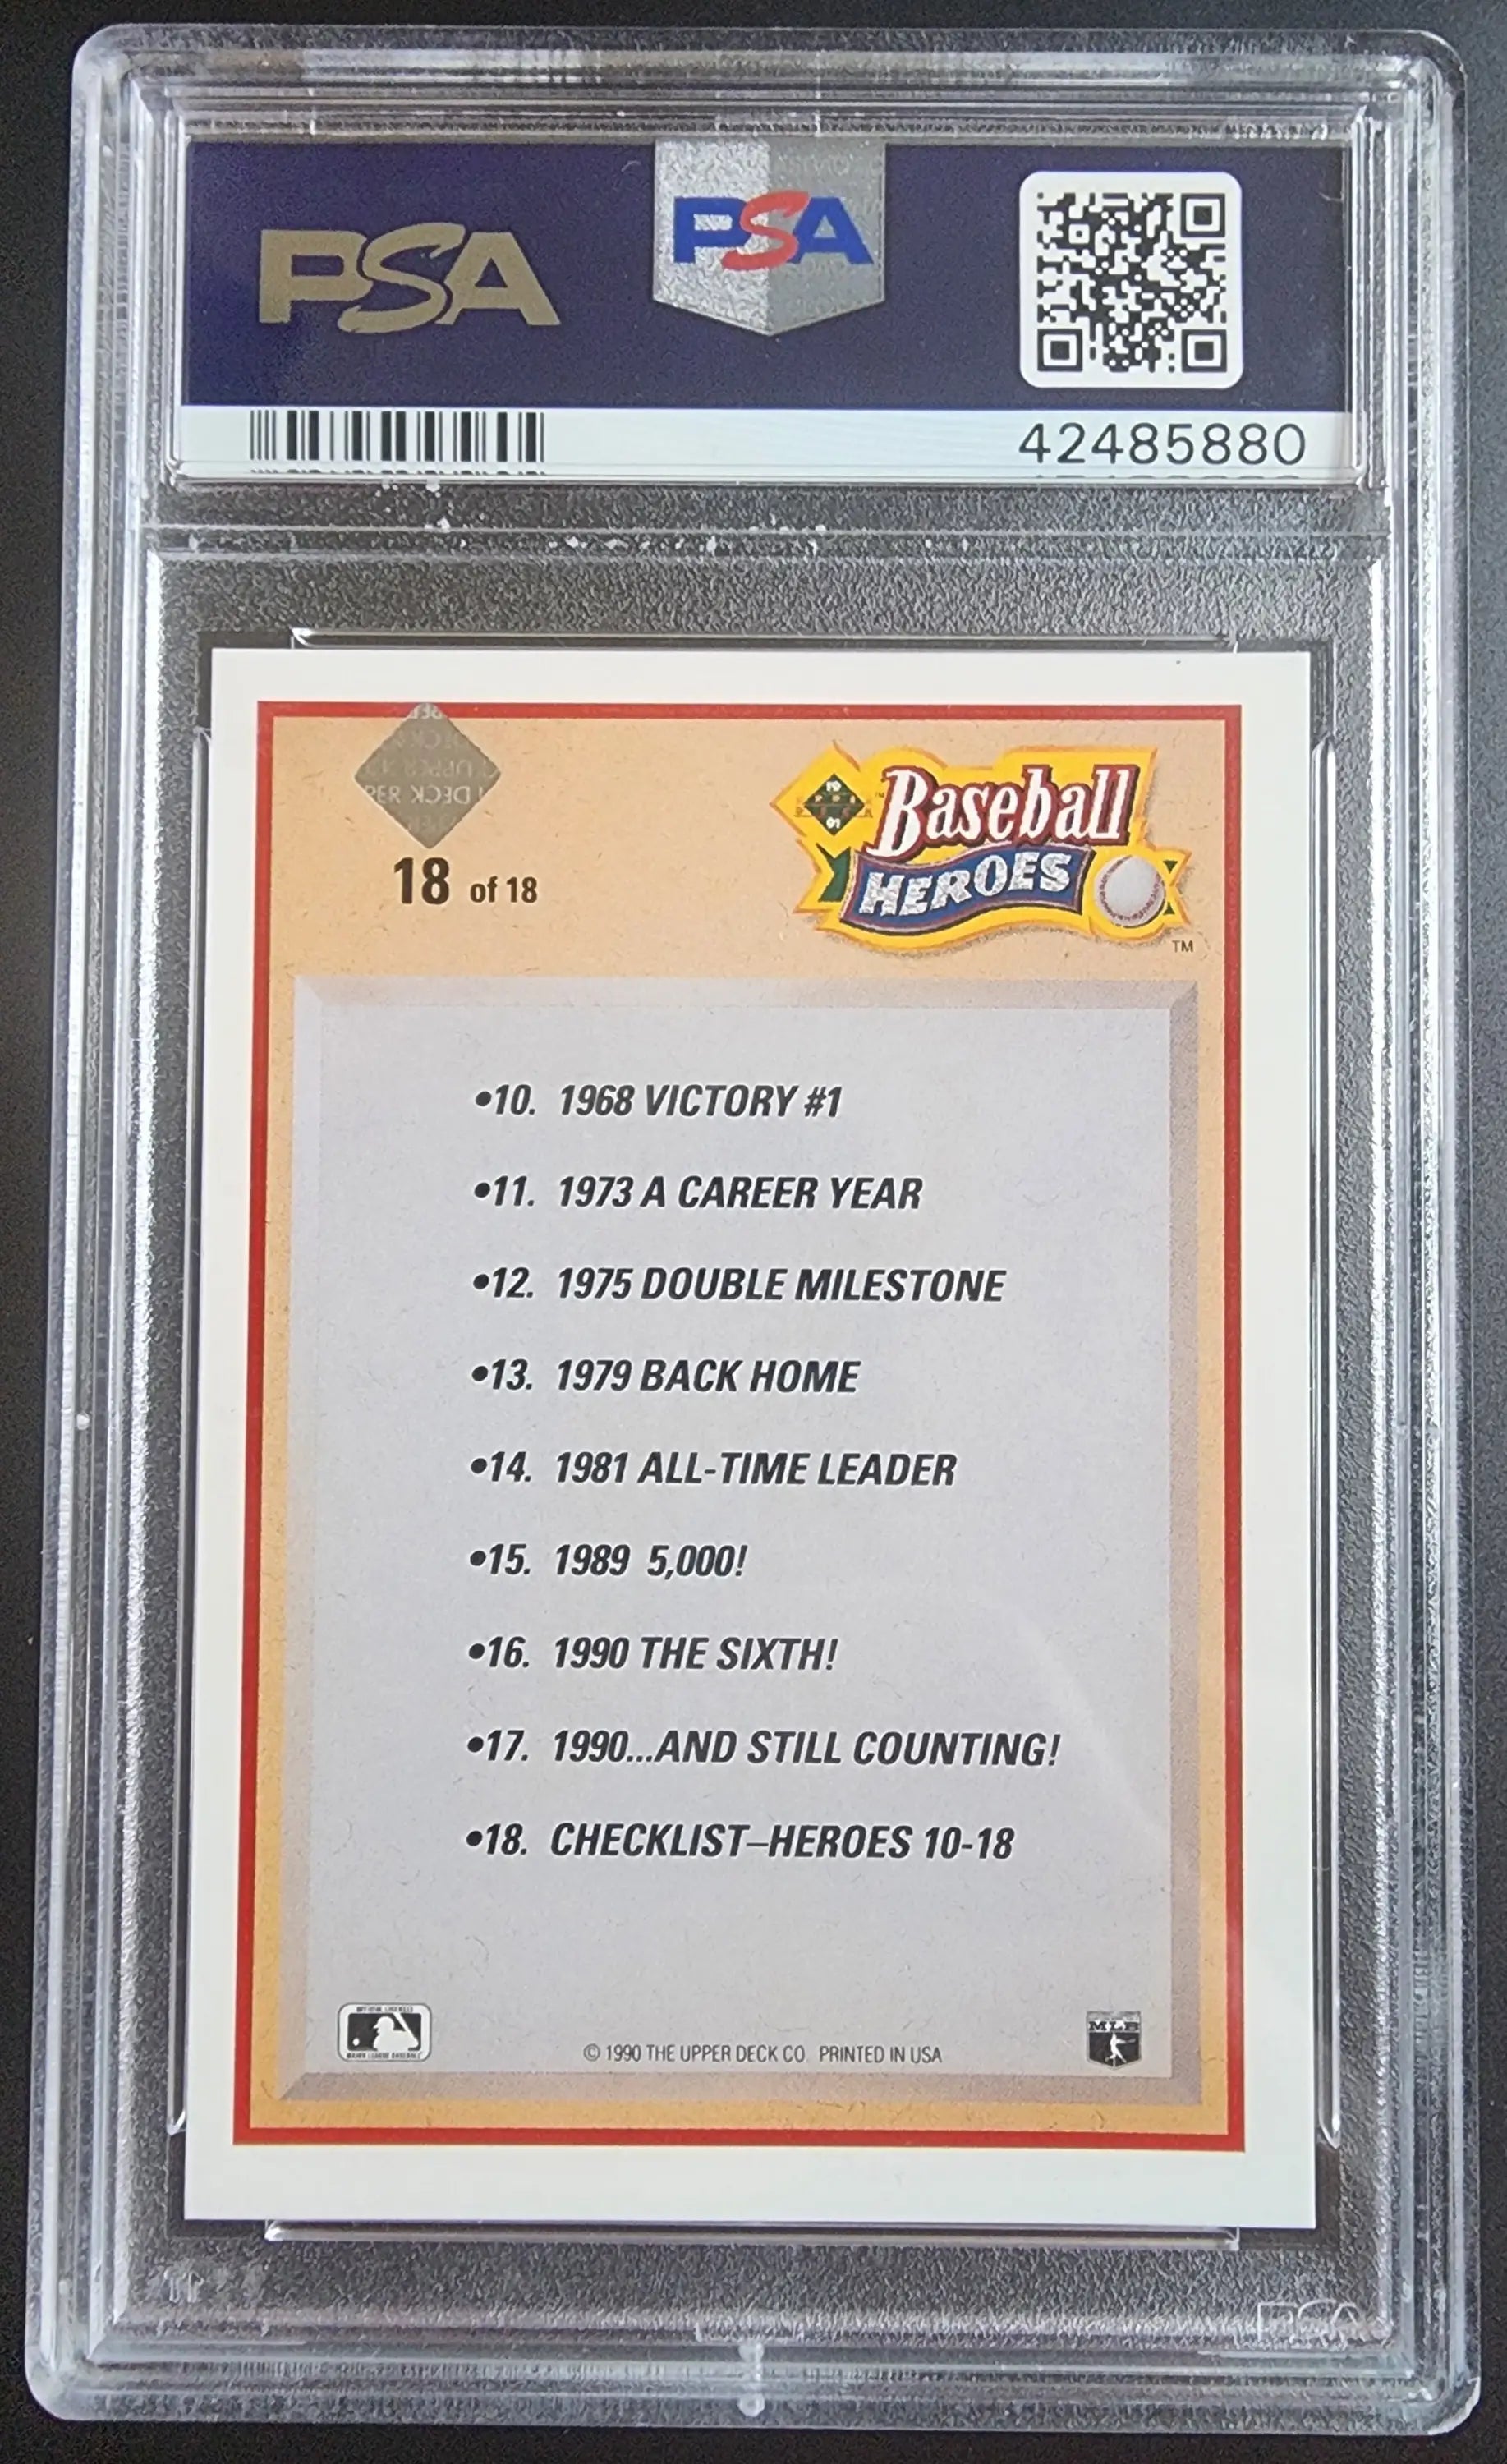 PSA
PSA
42485880
18 of 18
Baseball
HEROES
TM
•10. 1968 VICTORY #1
•11. 1973 A CAREER YEAR
•12. 1975 DOUBLE MILESTONE
•13. 1979 BACK HOME
•14. 1981 ALL-TIME LEADER
•15. 1989 5,000!
•16. 1990 THE SIXTH!
•17. 1990...AND STILL COUNTING!
•18. CHECKLIST–HEROES 10-18
MLB
© 1990 THE UPPER DECK CO. PRINTED IN USA
PSA